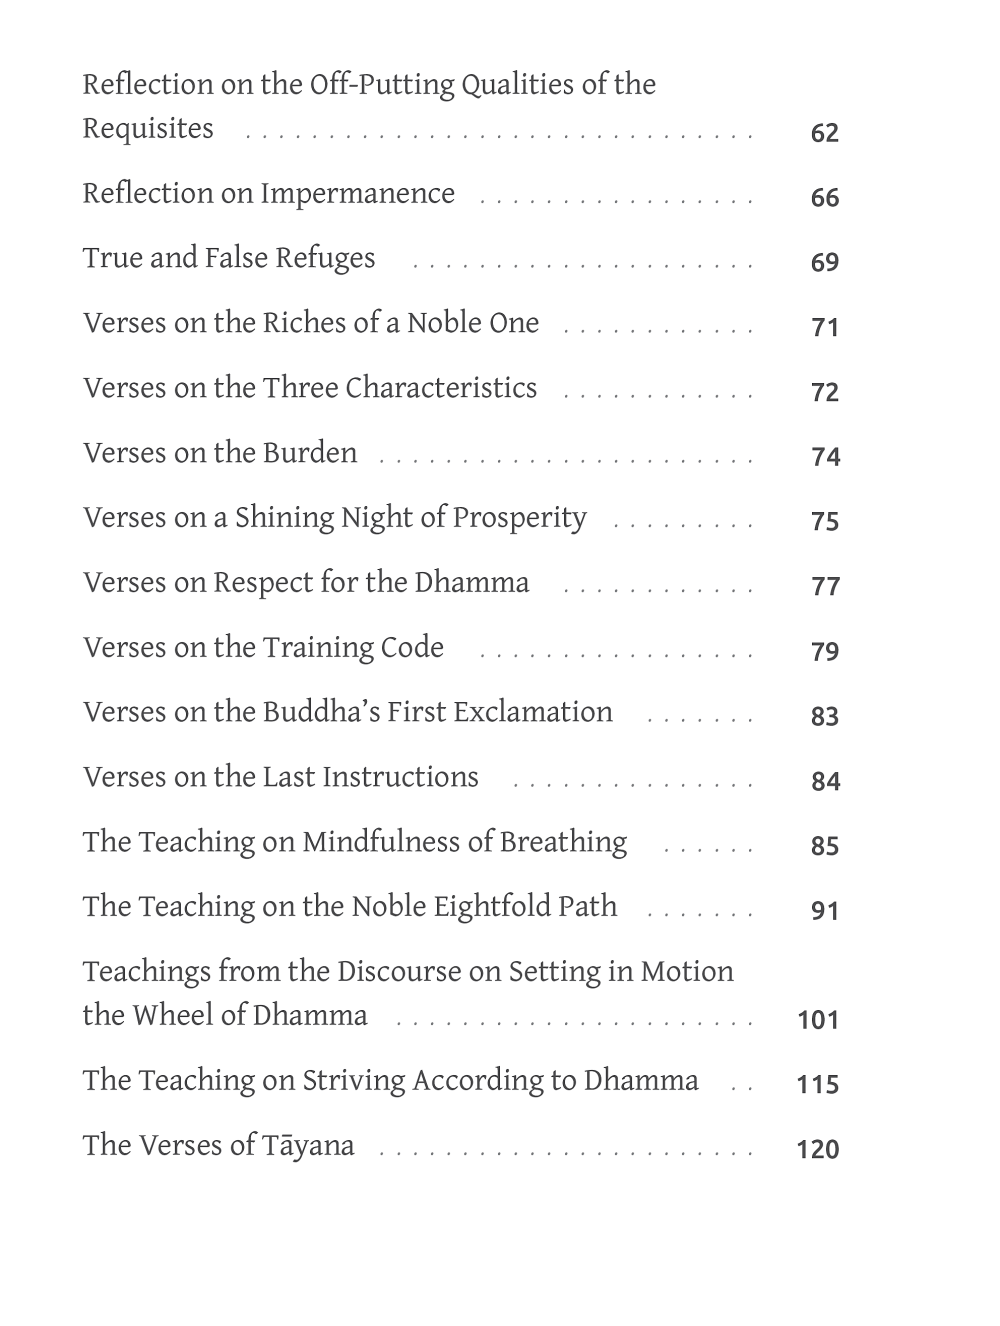 Reflection on the Off-Putting Qualities of the
Requisites . . . . . . . . . . . . . . . . . . . . . . . . . . . . . . . 62
Reflection on Impermanence . . . . . . . . . . . . . . . . . 66
True and False Refuges . . . . . . . . . . . . . . . . . . . . . 69
Verses on the Riches of a Noble One . . . . . . . . . . . . 71
Verses on the Three Characteristics . . . . . . . . . . . . 72
Verses on the Burden . . . . . . . . . . . . . . . . . . . . . . . 74
Verses on a Shining Night of Prosperity . . . . . . . . . 75
Verses on Respect for the Dhamma . . . . . . . . . . . . 77
Verses on the Training Code . . . . . . . . . . . . . . . . . 79
Verses on the Buddha’s First Exclamation . . . . . . . 83
Verses on the Last Instructions . . . . . . . . . . . . . . . 84
The Teaching on Mindfulness of Breathing . . . . . . 85
The Teaching on the Noble Eightfold Path . . . . . . . 91
Teachings from the Discourse on Setting in Motion
the Wheel of Dhamma . . . . . . . . . . . . . . . . . . . . . . 101
The Teaching on Striving According to Dhamma . . 115
The Verses of Tāyana . . . . . . . . . . . . . . . . . . . . . . . 120